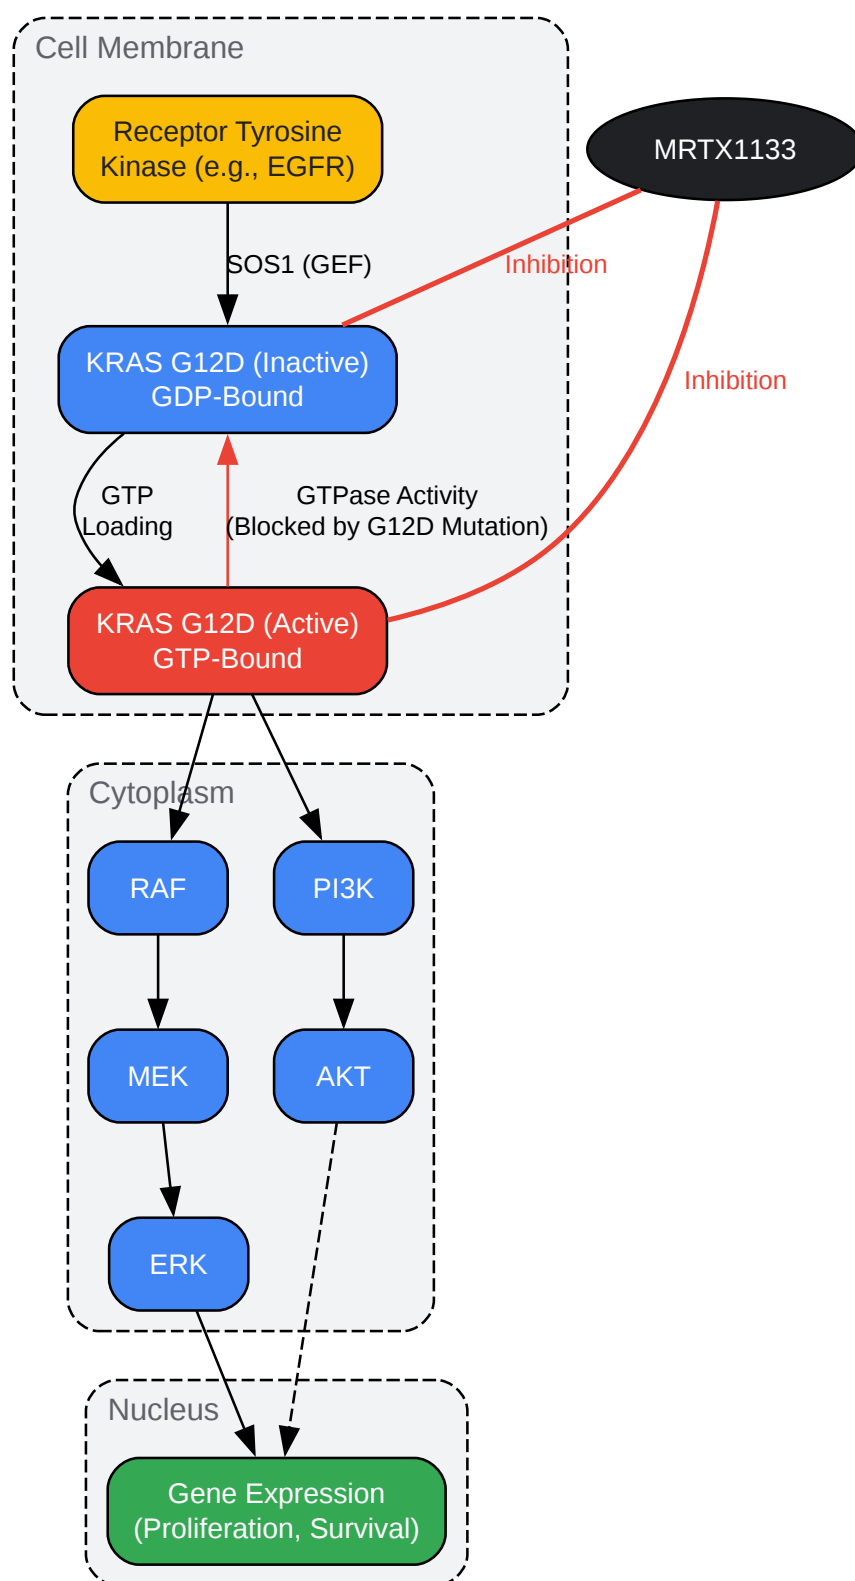 Cell Membrane
Receptor Tyrosine
Kinase (e.g., EGFR)
MRTX1133
SOS1 (GEF)
Inhibition
KRAS G12D (Inactive)
GDP-Bound
Inhibition
GTP
Loading
GTPase Activity
(Blocked by G12D Mutation)
KRAS G12D (Active)
GTP-Bound
Cytoplasm
RAF
PI3K
MEK
AKT
ERK
Nucleus
Gene Expression
(Proliferation, Survival)